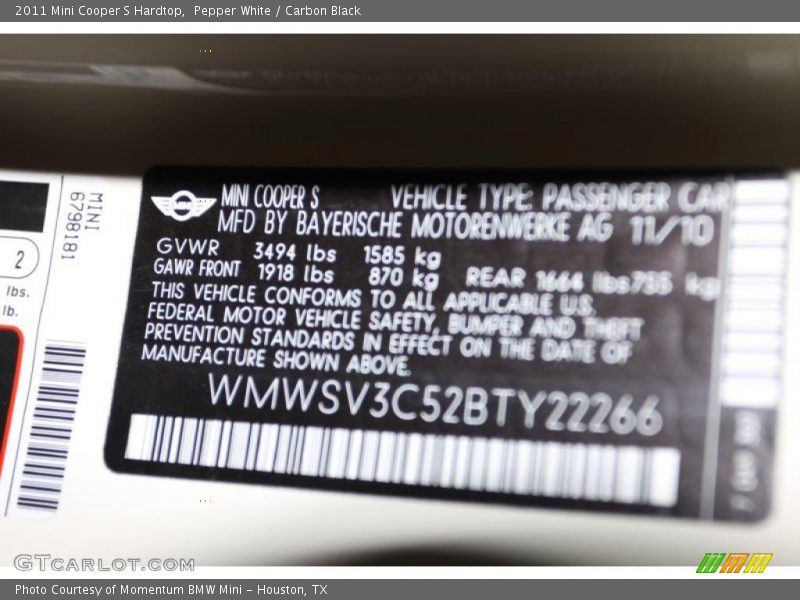 2011 Mini Cooper S Hardtop,  Pepper White / Carbon Black
MINI
6798181
2
lbs.
lb.
MINI
MINI COOPER S VEHICLE TYPE: PASSENGER CAR
MFD BY BAYERISCHE MOTORENWERKE AG 11/10
GVWR 3494 lbs 1585 kg
GAWR FRONT 1918 lbs 870 kg REAR 1664 lbs 755 kg
THIS VEHICLE CONFORMS TO ALL APPLICABLE U.S.
FEDERAL MOTOR VEHICLE SAFETY, BUMPER AND THEFT
PREVENTION STANDARDS IN EFFECT ON THE DATE OF
MANUFACTURE SHOWN ABOVE.
WMWSV3C52BTY22266
GTcarlot.com
Photo Courtesy of Momentum BMW Mini - Houston, TX